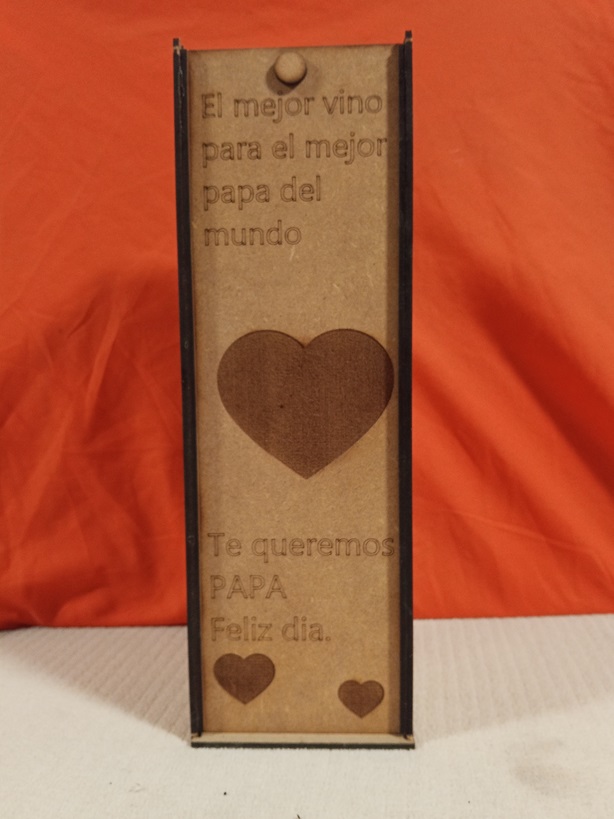 El mejor vino
para el mejor
papa del
mundo
Te queremos
PAPA
Feliz dia.